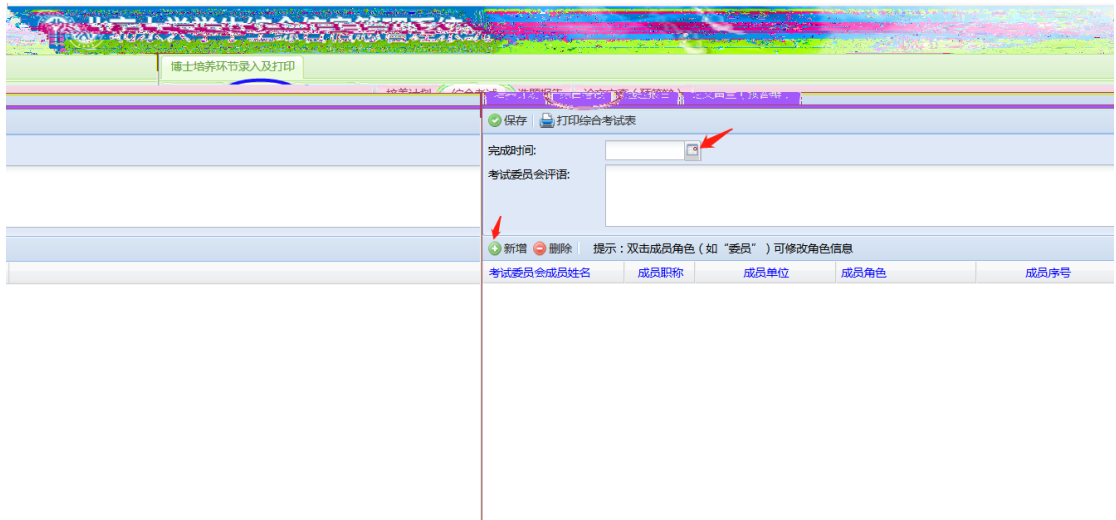 博士培养环节录入及打印
保存 打印综合考试表
完成时间:
考试委员会评语:
新增 删除 提示：双击成员角色（如“委员”）可修改角色信息
考试委员会成员姓名 成员职称 成员单位 成员角色 成员序号